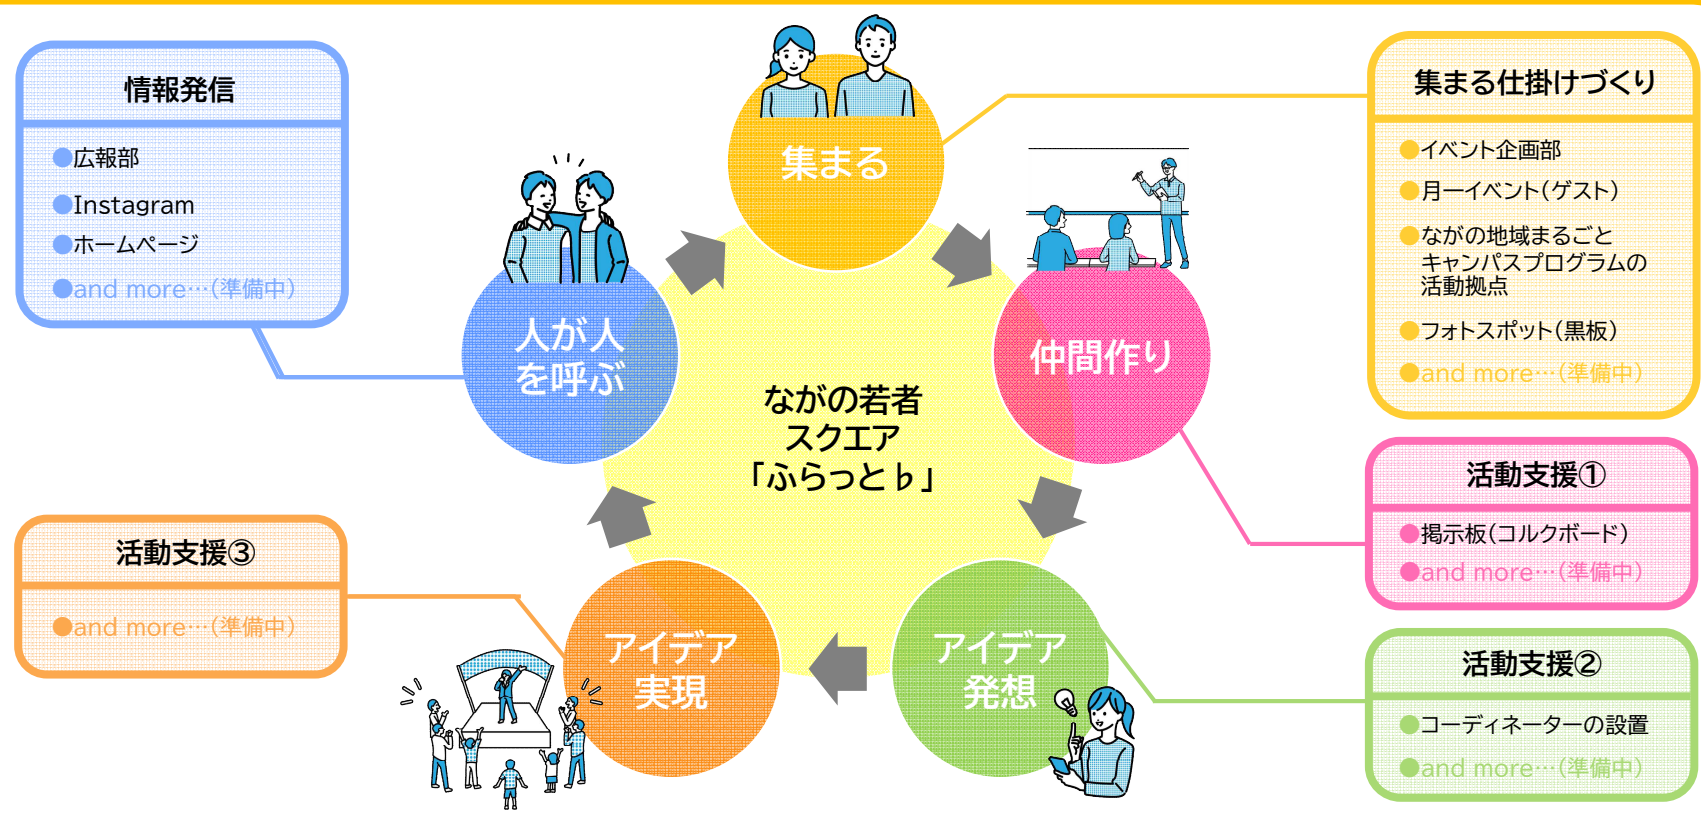 情報発信
●広報部
●Instagram
●ホームページ
●and more…(準備中)
集まる
集まる仕掛けづくり
●イベント企画部
●月一イベント(ゲスト)
●ながの地域まるごと
キャンパスプログラムの
活動拠点
●フォトスポット(黒板)
●and more…(準備中)
人が人
を呼ぶ
仲間作り
ながの若者
スクエア
「ふらっと♭」
活動支援①
●掲示板(コルクボード)
●and more…(準備中)
活動支援③
●and more…(準備中)
アイデア
実現
アイデア
発想
活動支援②
●コーディネーターの設置
●and more…(準備中)